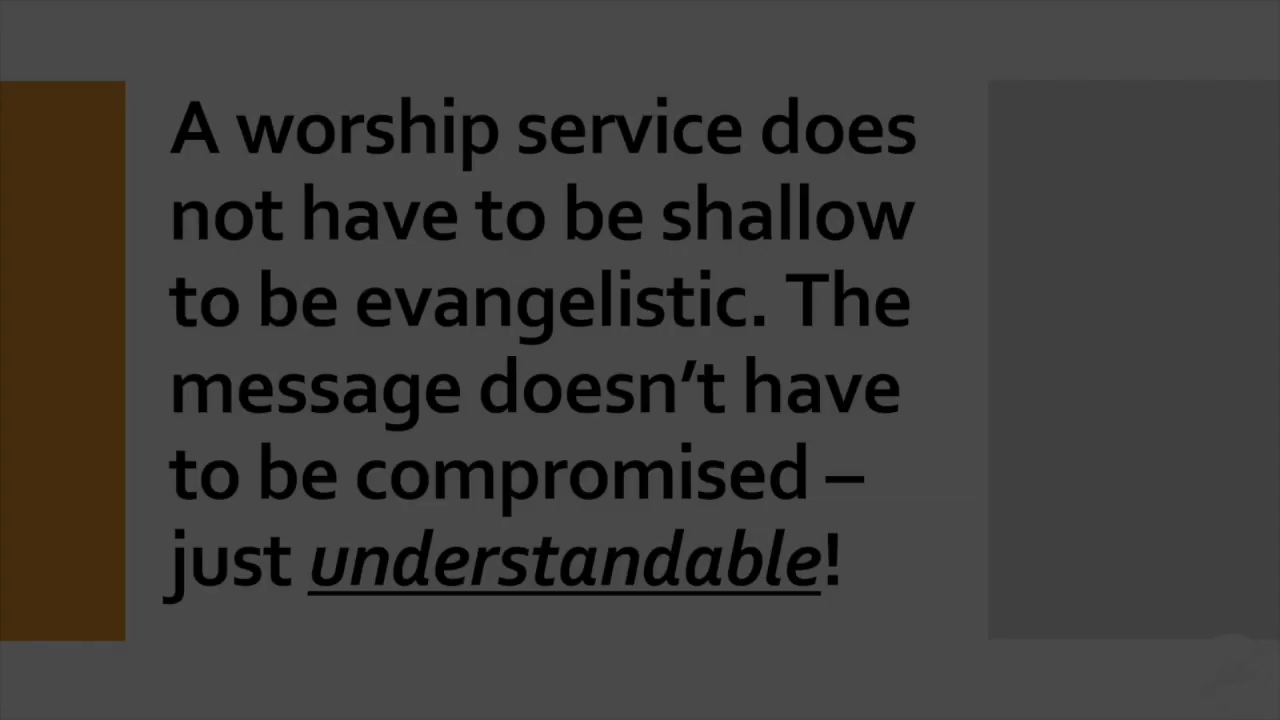 A worship service does
not have to be shallow
to be evangelistic. The
message doesn’t have
to be compromised –
just understandable!